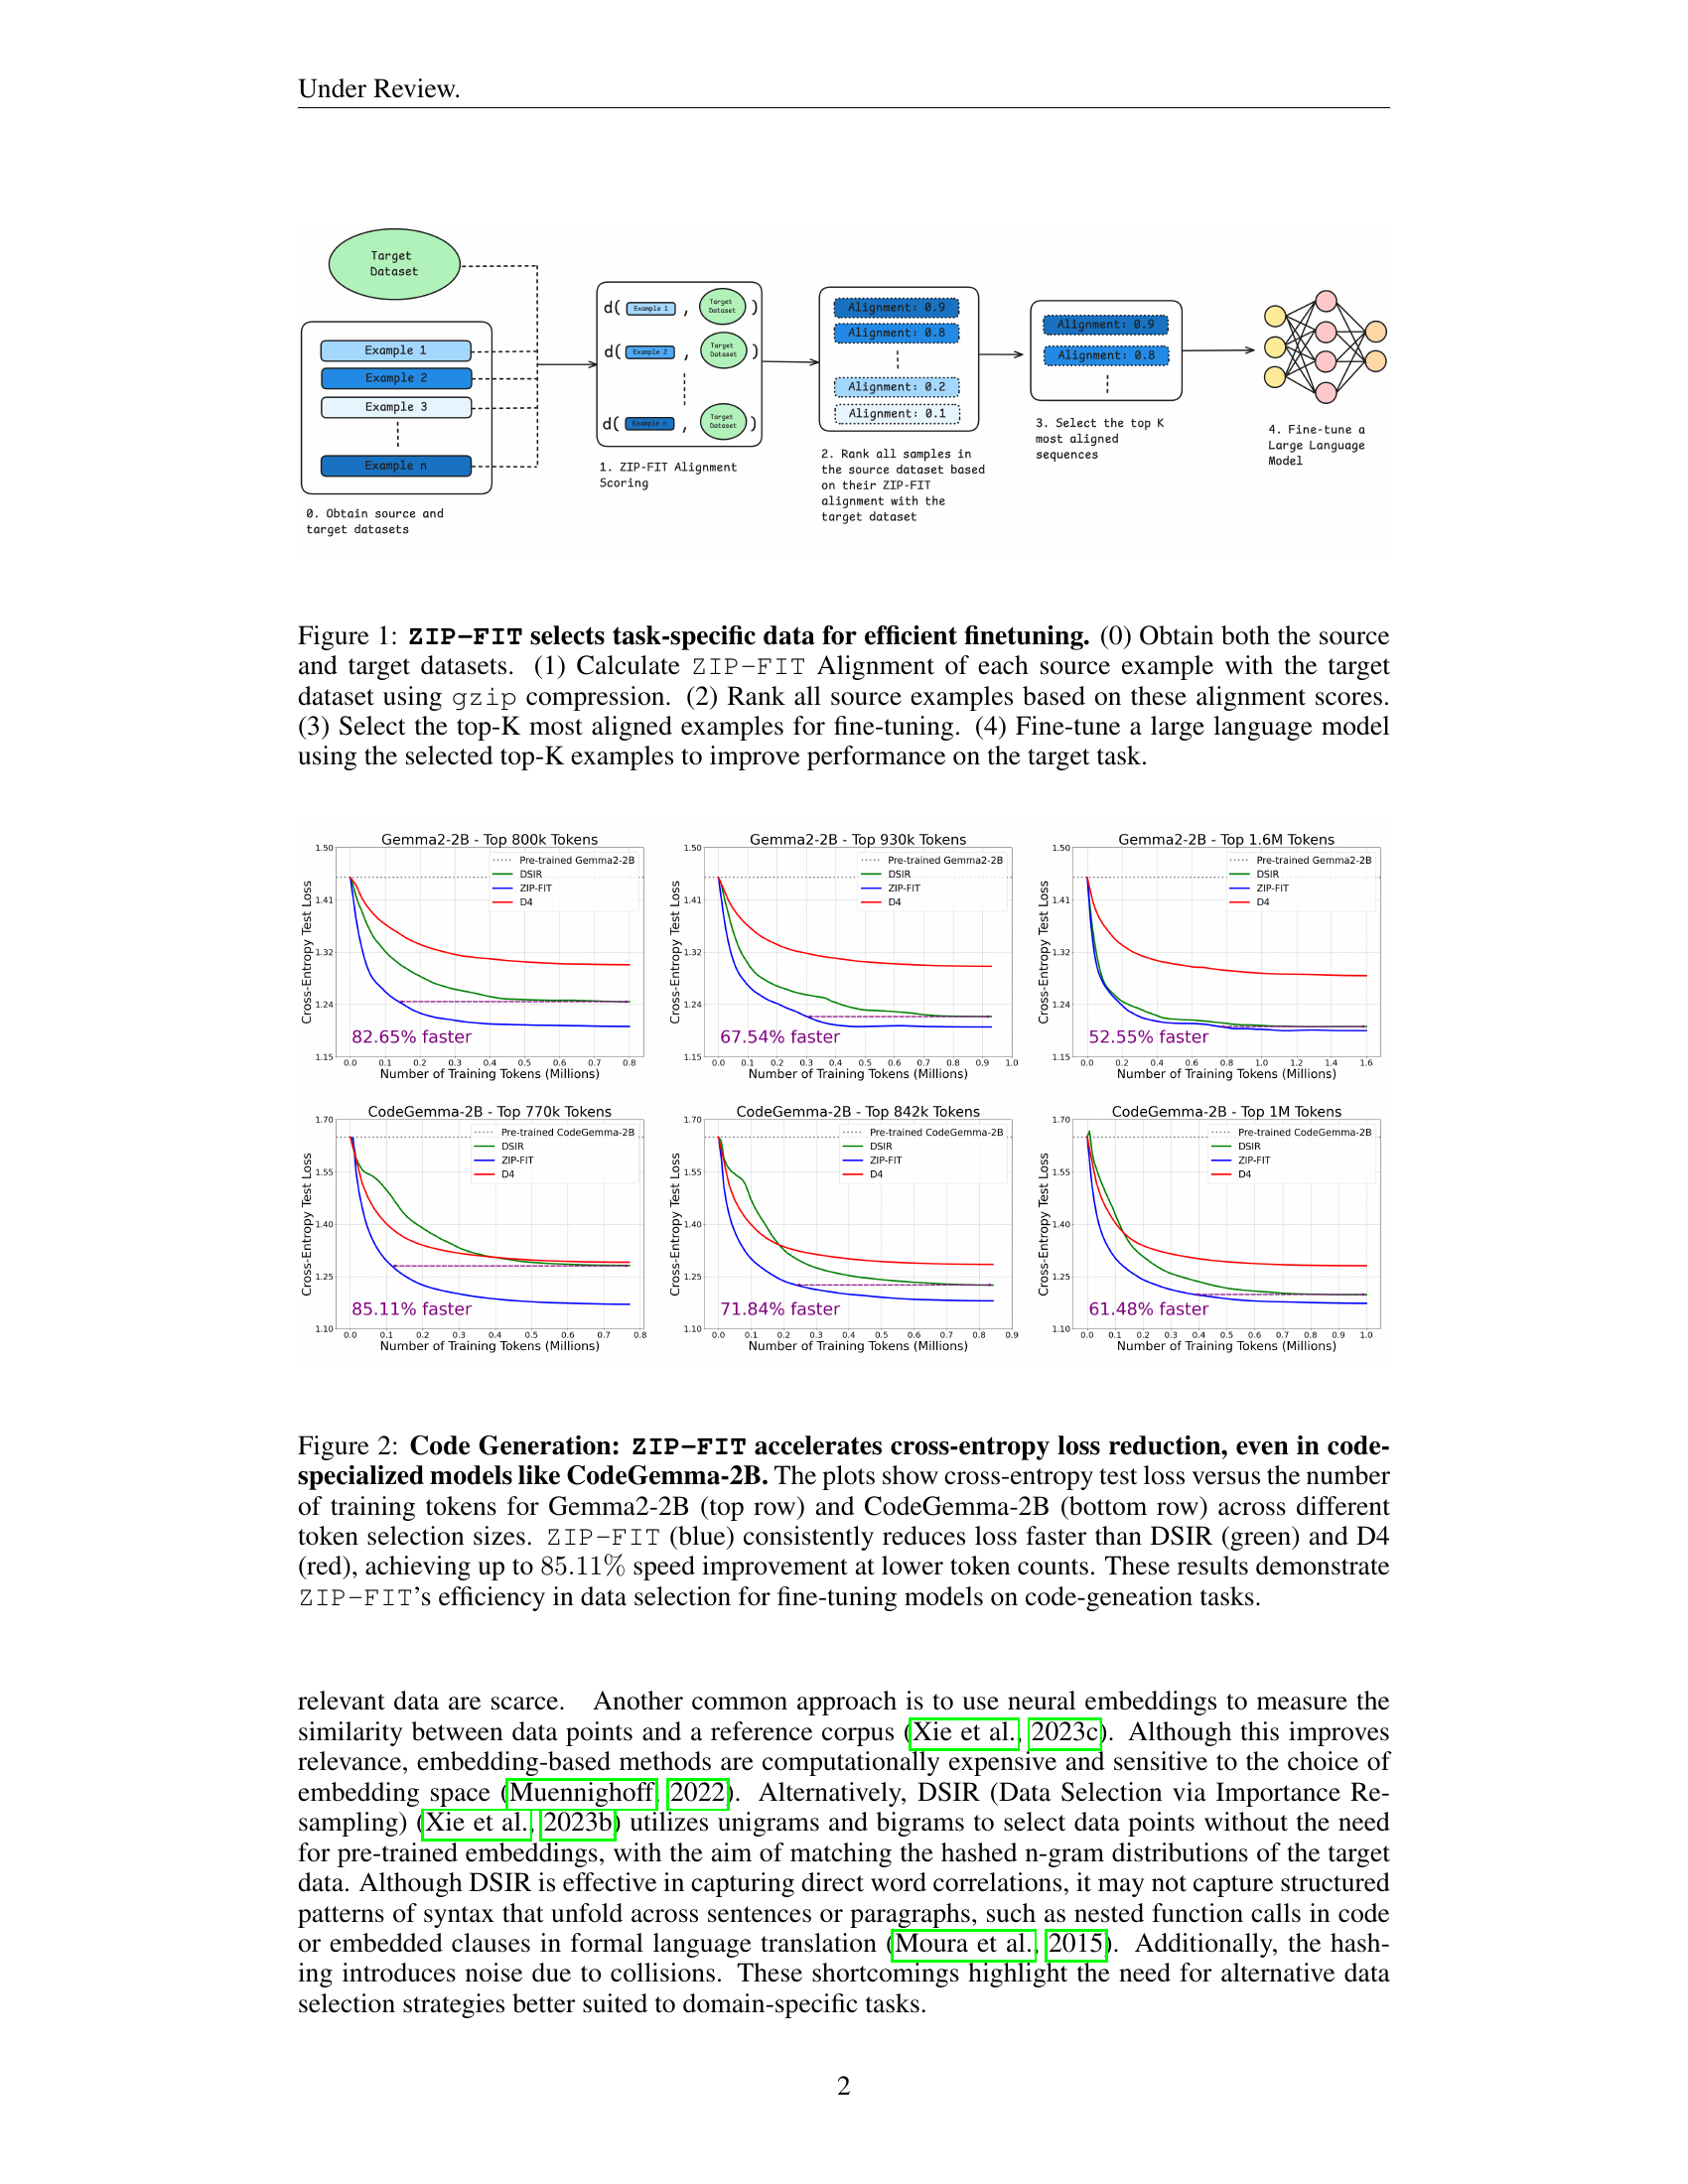 Under Review.
Target
Dataset
Example 1
Example 2
Example 3
Example n
0. Obtain source and
target datasets
d( Example 1 , Target Dataset )
d( Example 2 , Target Dataset )
d( Example n , Target Dataset )
1. ZIP-FIT Alignment
Scoring
Alignment: 0.9
Alignment: 0.8
Alignment: 0.2
Alignment: 0.1
2. Rank all samples in
the source dataset based
on their ZIP-FIT
alignment with the
target dataset
Alignment: 0.9
Alignment: 0.8
3. Select the top K
most aligned
sequences
4. Fine-tune a
Large Language
Model
Figure 1: ZIP-FIT selects task-specific data for efficient finetuning. (0) Obtain both the source
and target datasets. (1) Calculate ZIP-FIT Alignment of each source example with the target
dataset using gzip compression. (2) Rank all source examples based on these alignment scores.
(3) Select the top-K most aligned examples for fine-tuning. (4) Fine-tune a large language model
using the selected top-K examples to improve performance on the target task.
Gemma2-2B - Top 800k Tokens
Cross-Entropy Test Loss
1.50
1.41
1.32
1.24
1.15
Pre-trained Gemma2-2B
DSIR
ZIP-FIT
D4
82.65% faster
0.0 0.1 0.2 0.3 0.4 0.5 0.6 0.7 0.8
Number of Training Tokens (Millions)
Gemma2-2B - Top 930k Tokens
Cross-Entropy Test Loss
1.50
1.41
1.32
1.24
1.15
Pre-trained Gemma2-2B
DSIR
ZIP-FIT
D4
67.54% faster
0.0 0.1 0.2 0.3 0.4 0.5 0.6 0.7 0.8 0.9 1.0
Number of Training Tokens (Millions)
Gemma2-2B - Top 1.6M Tokens
Cross-Entropy Test Loss
1.50
1.41
1.32
1.24
1.15
Pre-trained Gemma2-2B
DSIR
ZIP-FIT
D4
52.55% faster
0.0 0.2 0.4 0.6 0.8 1.0 1.2 1.4 1.6
Number of Training Tokens (Millions)
CodeGemma-2B - Top 770k Tokens
Cross-Entropy Test Loss
1.70
1.55
1.40
1.25
1.10
Pre-trained CodeGemma-2B
DSIR
ZIP-FIT
D4
85.11% faster
0.0 0.1 0.2 0.3 0.4 0.5 0.6 0.7 0.8
Number of Training Tokens (Millions)
CodeGemma-2B - Top 842k Tokens
Cross-Entropy Test Loss
1.70
1.55
1.40
1.25
1.10
Pre-trained CodeGemma-2B
DSIR
ZIP-FIT
D4
71.84% faster
0.0 0.1 0.2 0.3 0.4 0.5 0.6 0.7 0.8 0.9
Number of Training Tokens (Millions)
CodeGemma-2B - Top 1M Tokens
Cross-Entropy Test Loss
1.70
1.55
1.40
1.25
1.10
Pre-trained CodeGemma-2B
DSIR
ZIP-FIT
D4
61.48% faster
0.0 0.1 0.2 0.3 0.4 0.5 0.6 0.7 0.8 0.9 1.0
Number of Training Tokens (Millions)
Figure 2: Code Generation: ZIP-FIT accelerates cross-entropy loss reduction, even in code-
specialized models like CodeGemma-2B. The plots show cross-entropy test loss versus the number
of training tokens for Gemma2-2B (top row) and CodeGemma-2B (bottom row) across different
token selection sizes. ZIP-FIT (blue) consistently reduces loss faster than DSIR (green) and D4
(red), achieving up to 85.11% speed improvement at lower token counts. These results demonstrate
ZIP-FIT's efficiency in data selection for fine-tuning models on code-geneation tasks.
relevant data are scarce. Another common approach is to use neural embeddings to measure the
similarity between data points and a reference corpus (Xie et al., 2023c). Although this improves
relevance, embedding-based methods are computationally expensive and sensitive to the choice of
embedding space (Muennighoff, 2022). Alternatively, DSIR (Data Selection via Importance Re-
sampling) (Xie et al., 2023b) utilizes unigrams and bigrams to select data points without the need
for pre-trained embeddings, with the aim of matching the hashed n-gram distributions of the target
data. Although DSIR is effective in capturing direct word correlations, it may not capture structured
patterns of syntax that unfold across sentences or paragraphs, such as nested function calls in code
or embedded clauses in formal language translation (Moura et al., 2015). Additionally, the hash-
ing introduces noise due to collisions. These shortcomings highlight the need for alternative data
selection strategies better suited to domain-specific tasks.
2